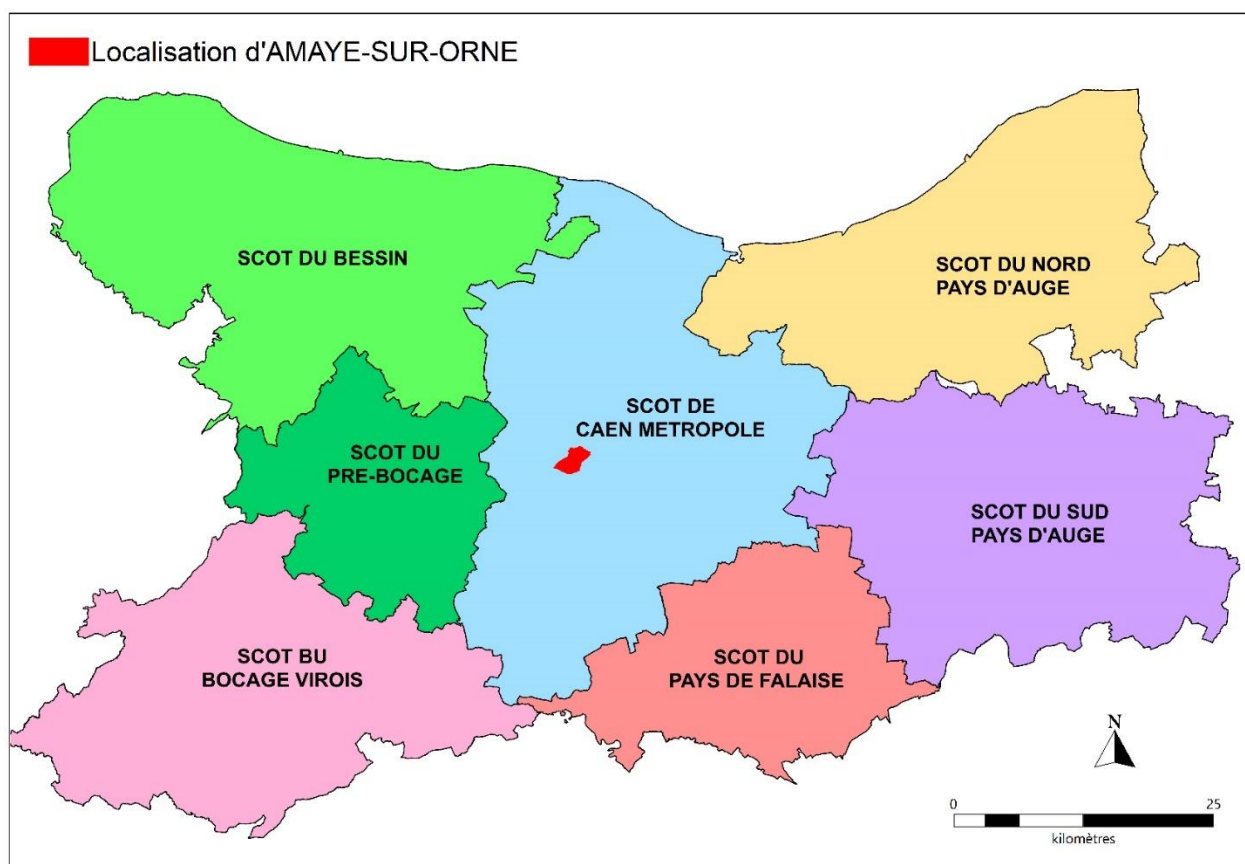 Localisation d'AMAYE-SUR-ORNE
SCOT DU BESSIN
SCOT DU NORD
PAYS D'AUGE
SCOT DE
CAEN METROPOLE
SCOT DU
PRE-BOCAGE
SCOT DU SUD
PAYS D'AUGE
SCOT BU
BOCAGE VIROIS
SCOT DU
PAYS DE FALAISE
N
0 25
kilomètres